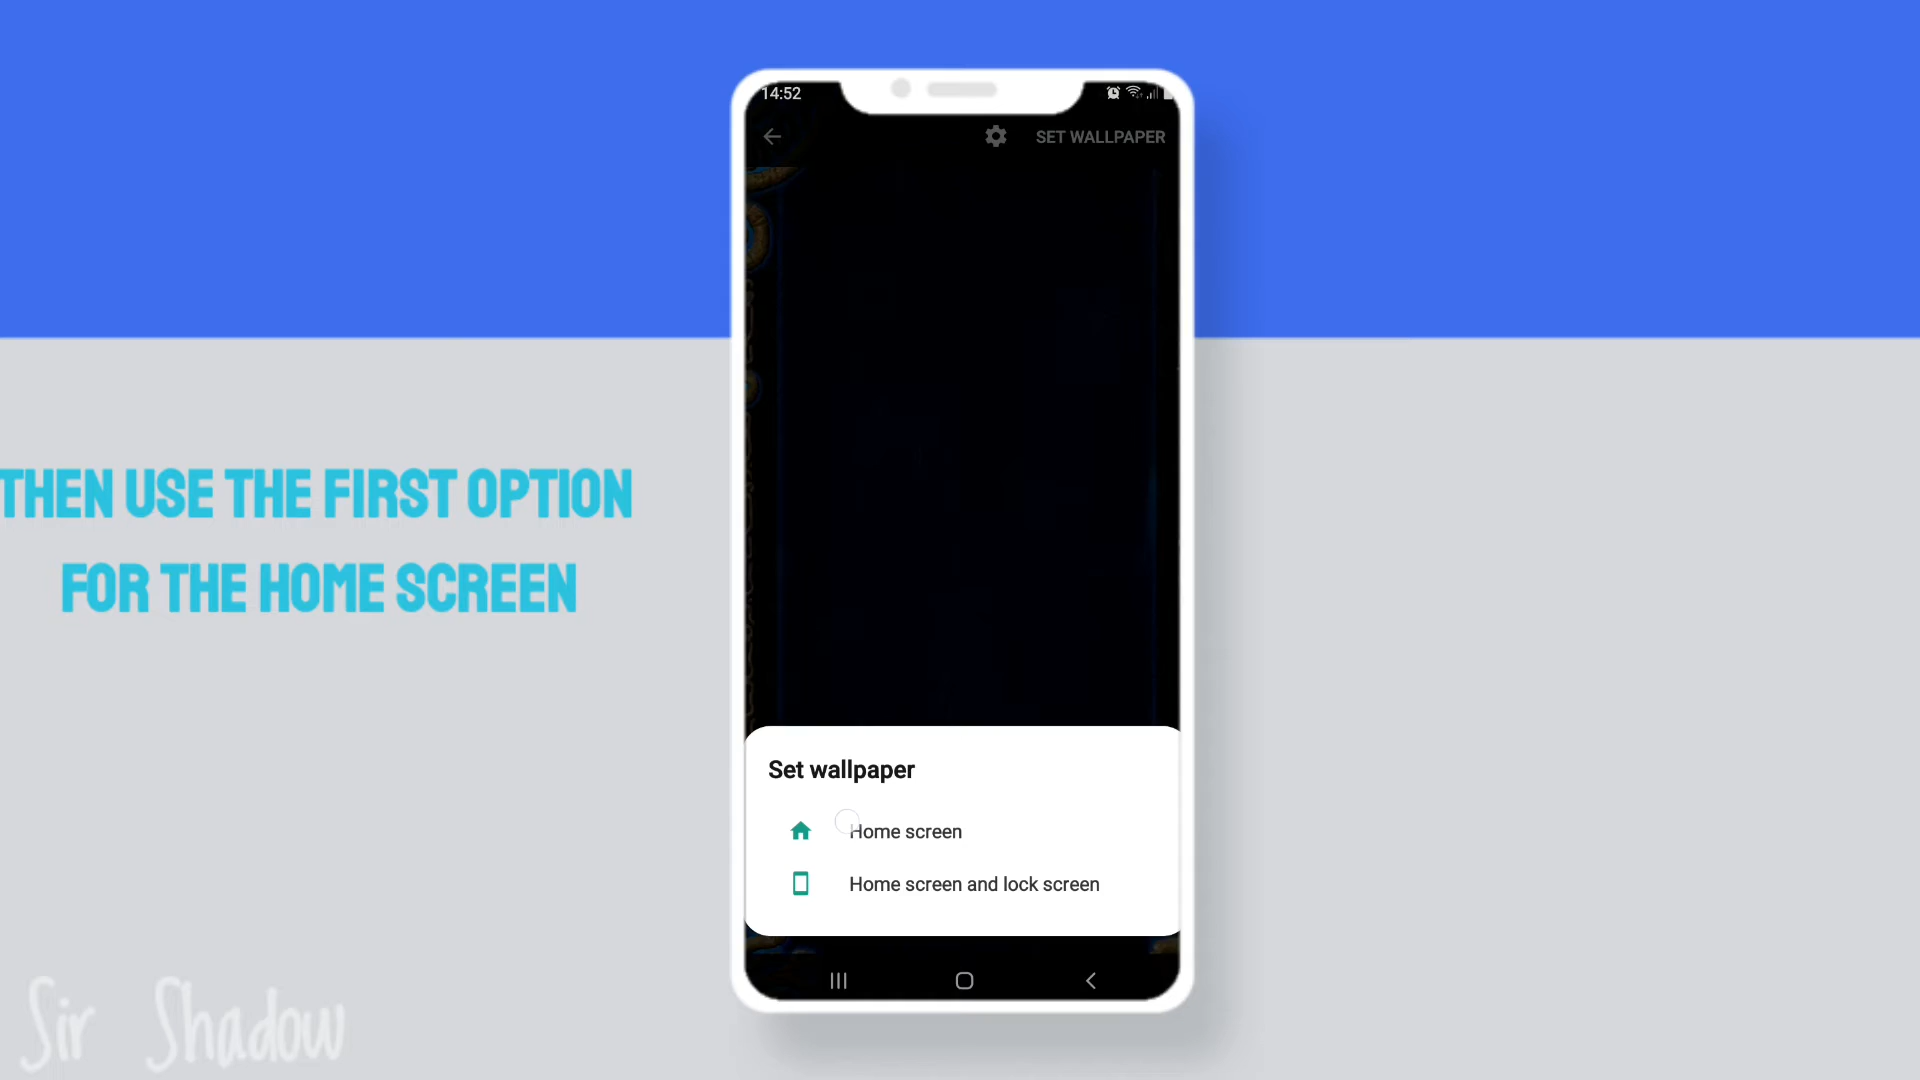 14:52
SET WALLPAPER
THEN USE THE FIRST OPTION
FOR THE HOME SCREEN
Set wallpaper
Home screen
Home screen and lock screen
Sir Shadow